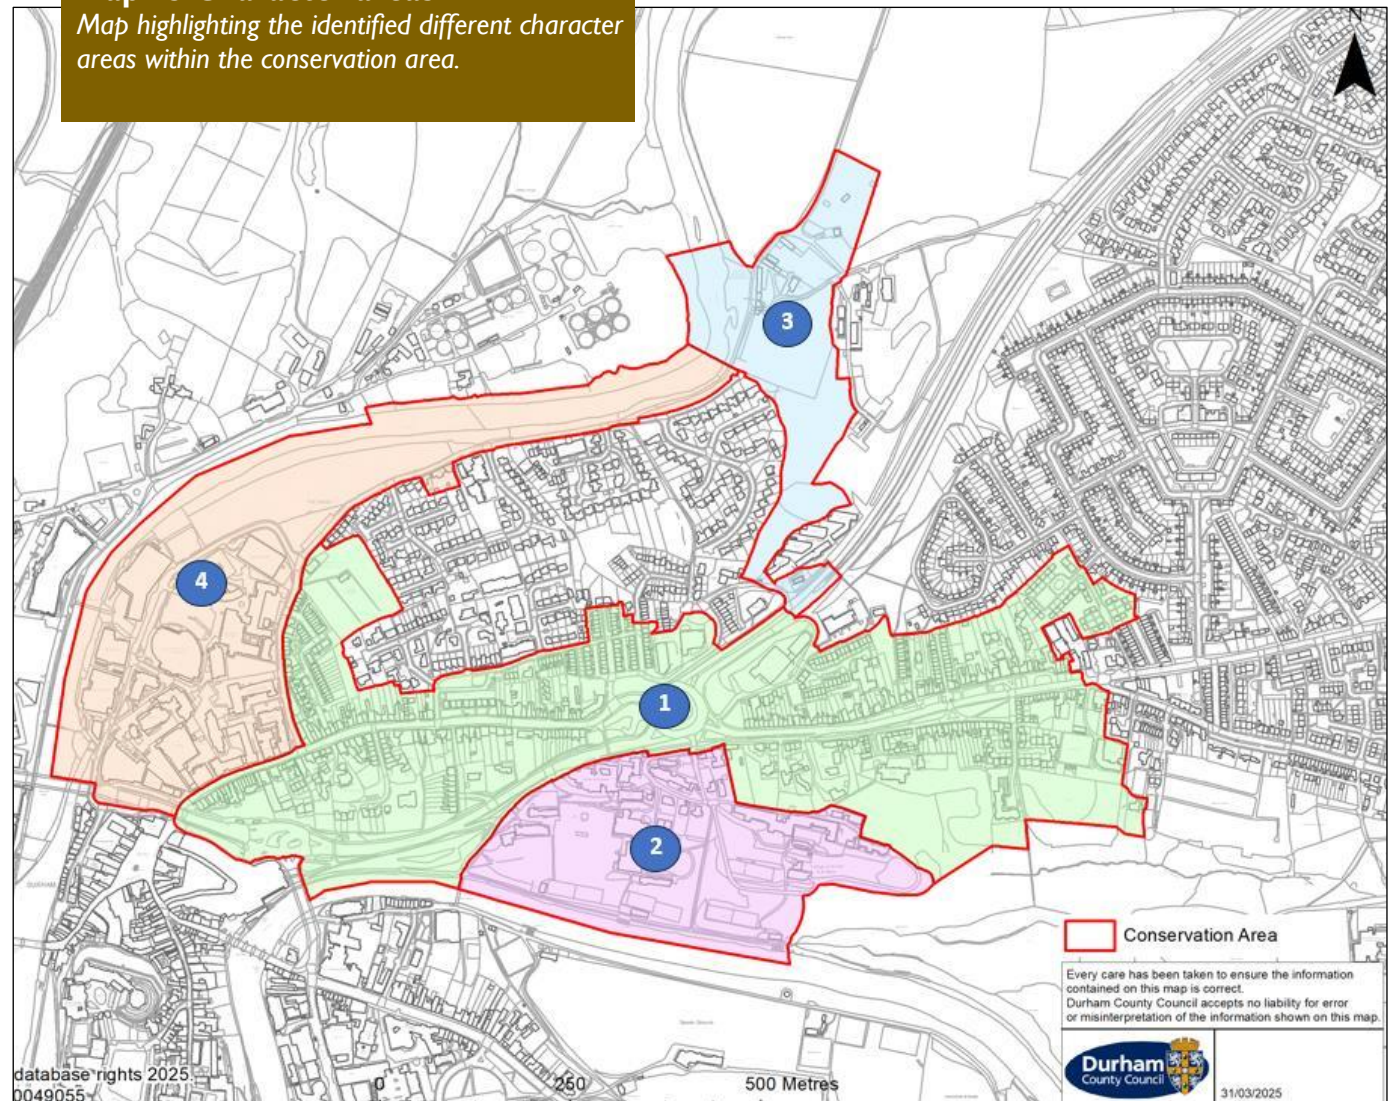 Map highlighting the identified different character
areas within the conservation area.
N
3
4
1
2
DURHAM
Conservation Area
Every care has been taken to ensure the information
contained on this map is correct.
Durham County Council accepts no liability for error
or misinterpretation of the information shown on this map.
Durham
County Council
31/03/2025
database rights 2025.
0049055
0 250 500 Metres